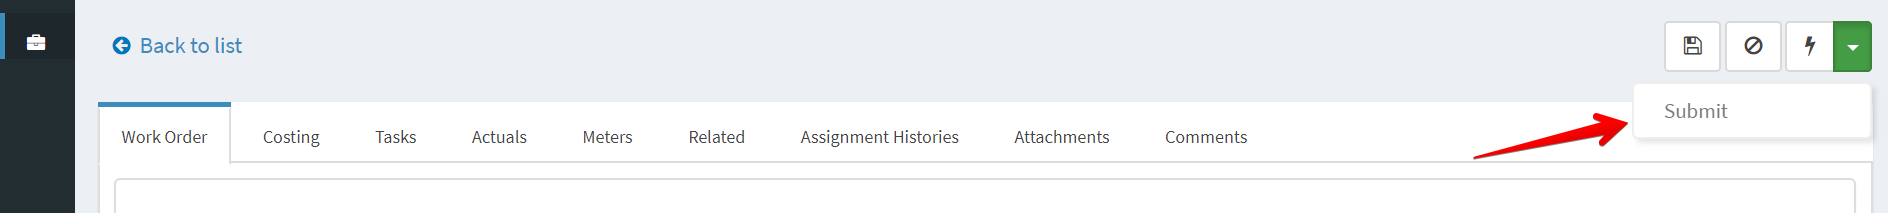 Back to list
Submit
Work Order Costing Tasks Actuals Meters Related Assignment Histories Attachments Comments